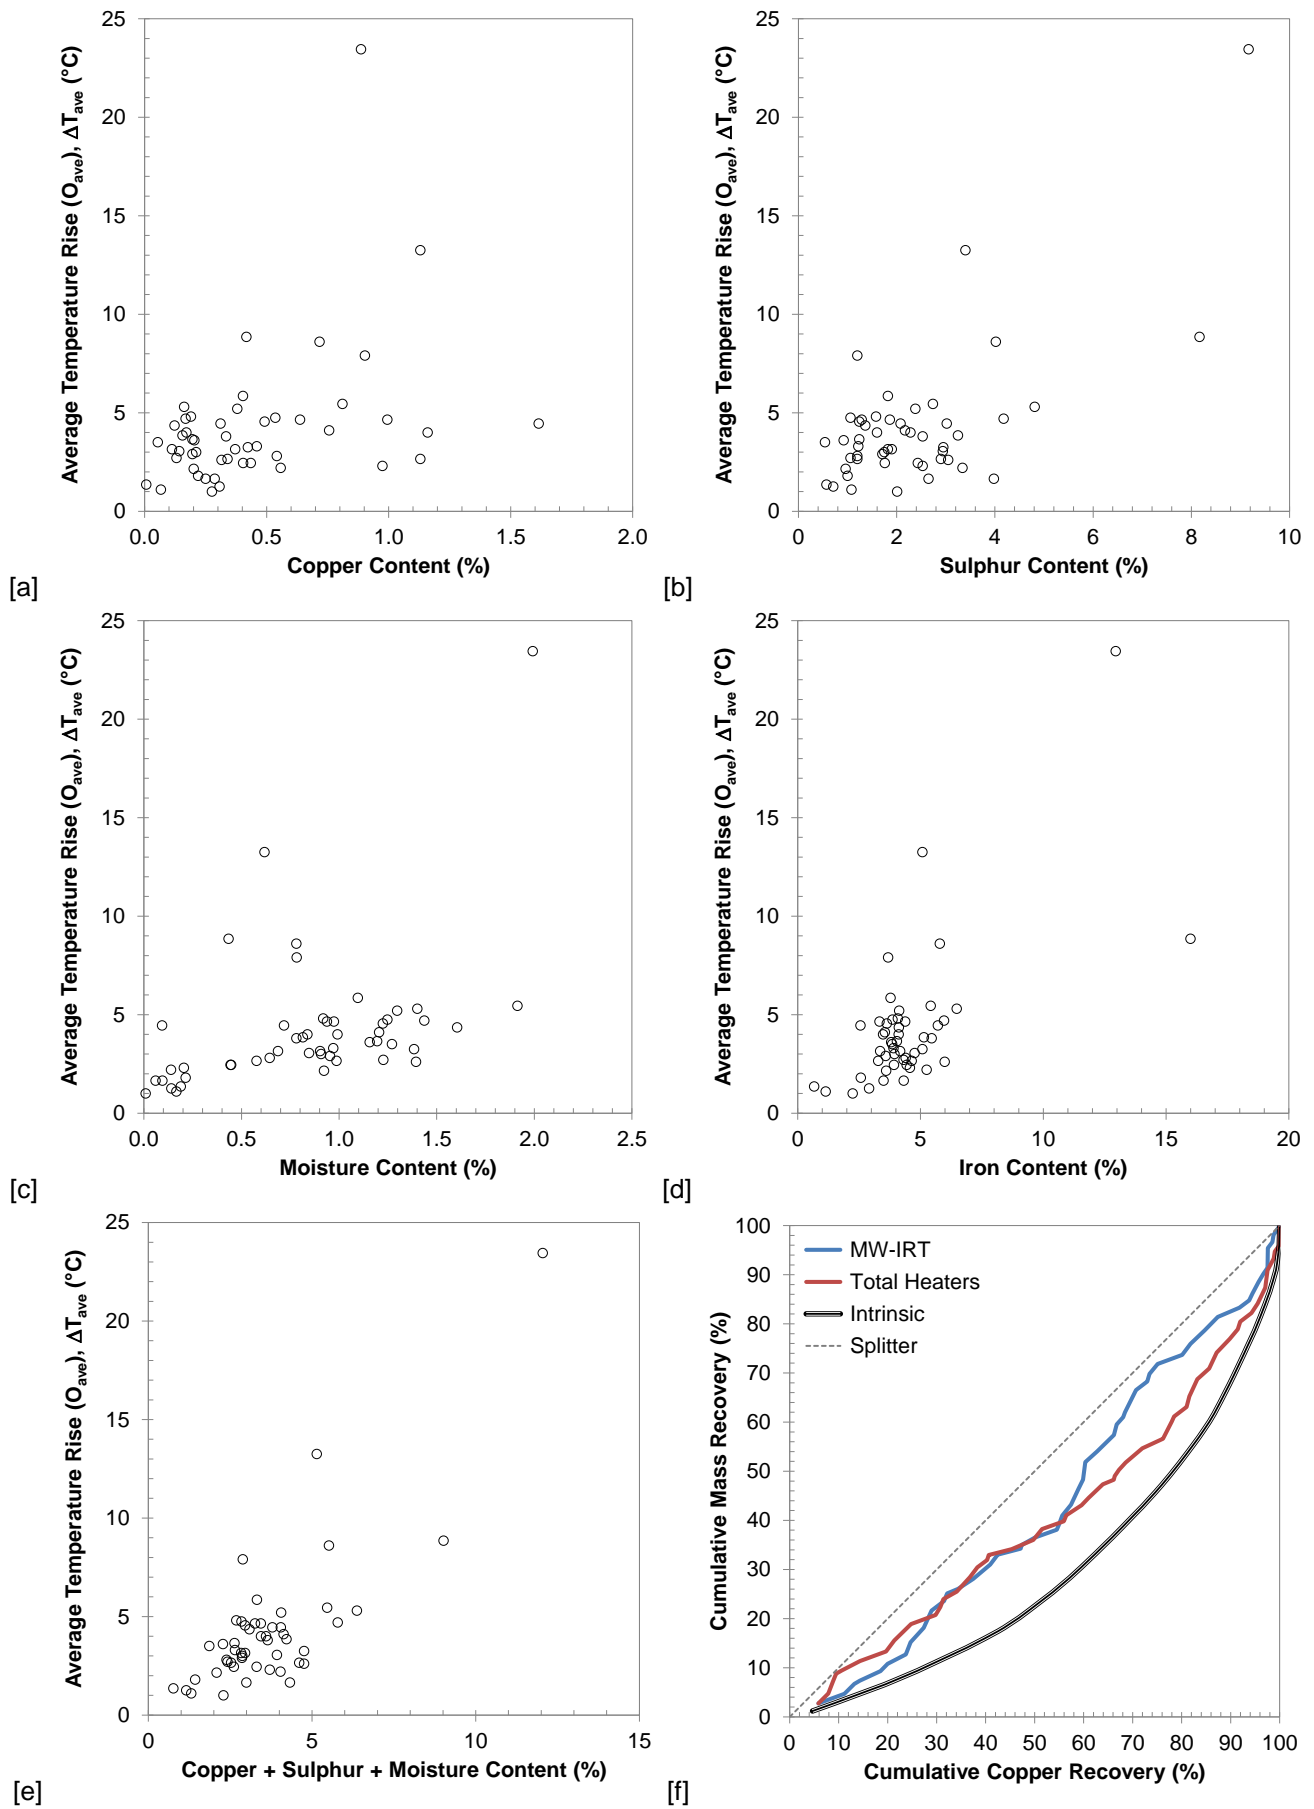 Average Temperature Rise (Oave), ΔTave (°C)
25
20
15
10
5
0
0.0 0.5 1.0 1.5 2.0
Copper Content (%)
[a]
Average Temperature Rise (Oave), ΔTave (°C)
25
20
15
10
5
0
0 2 4 6 8 10
Sulphur Content (%)
[b]
Average Temperature Rise (Oave), ΔTave (°C)
25
20
15
10
5
0
0.0 0.5 1.0 1.5 2.0 2.5
Moisture Content (%)
[c]
Average Temperature Rise (Oave), ΔTave (°C)
25
20
15
10
5
0
0 5 10 15 20
Iron Content (%)
[d]
Average Temperature Rise (Oave), ΔTave (°C)
25
20
15
10
5
0
0 5 10 15
Copper + Sulphur + Moisture Content (%)
[e]
Cumulative Mass Recovery (%)
100
90
80
70
60
50
40
30
20
10
0
MW-IRT
Total Heaters
Intrinsic
Splitter
0 10 20 30 40 50 60 70 80 90 100
Cumulative Copper Recovery (%)
[f]